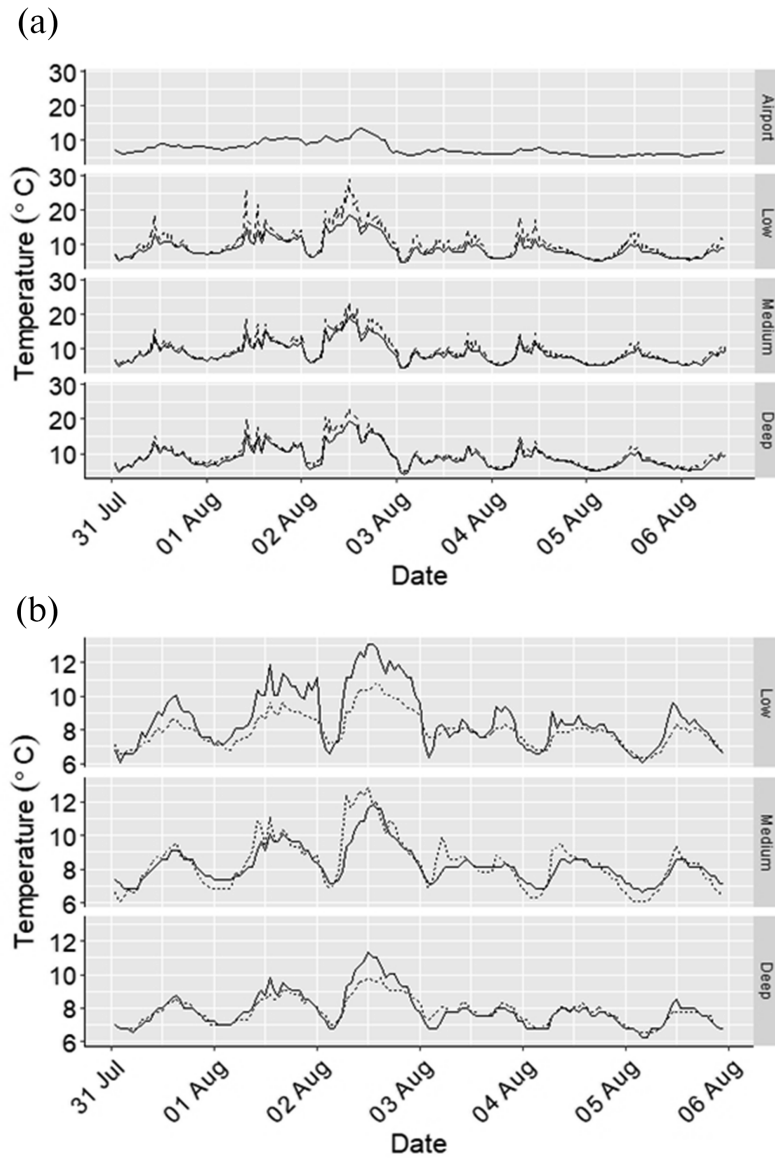 (a)
Temperature (° C)
30
20
10
Airport
30
20
10
Low
30
20
10
Medium
30
20
10
Deep
31 Jul
01 Aug
02 Aug
03 Aug
04 Aug
05 Aug
06 Aug
Date
(b)
Temperature (° C)
12
10
8
6
Low
12
10
8
6
Medium
12
10
8
6
Deep
31 Jul
01 Aug
02 Aug
03 Aug
04 Aug
05 Aug
06 Aug
Date